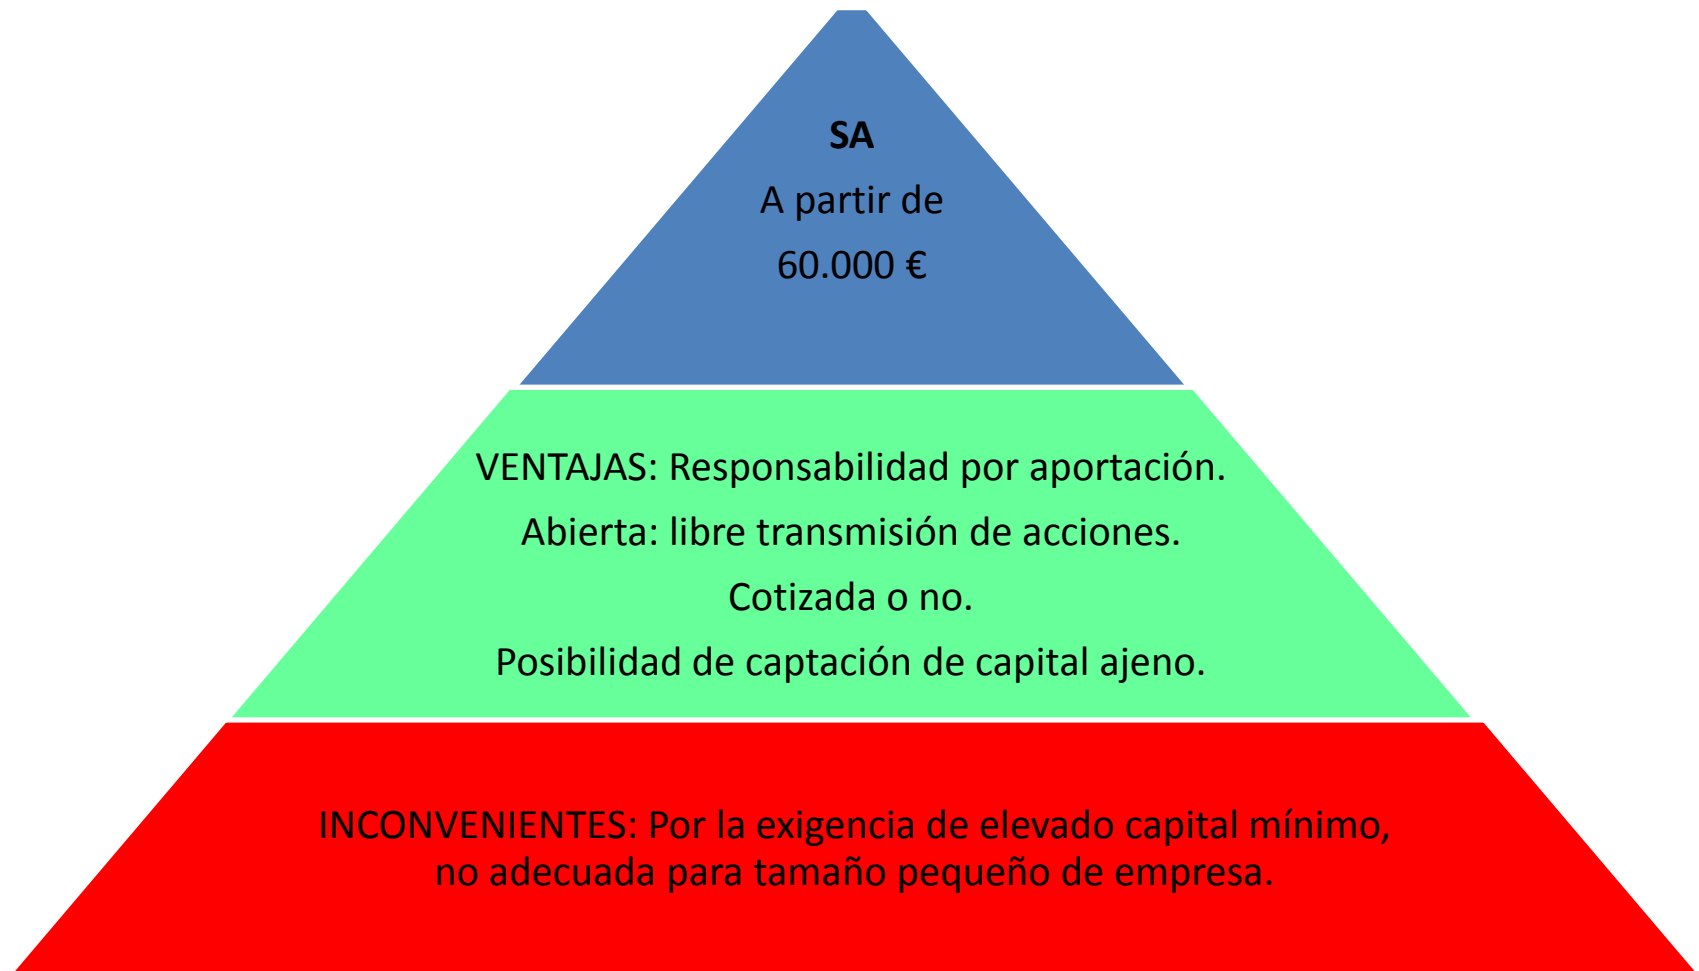 SA
A partir de
60.000 €
VENTAJAS: Responsabilidad por aportación.
Abierta: libre transmisión de acciones.
Cotizada o no.
Posibilidad de captación de capital ajeno.
INCONVENIENTES: Por la exigencia de elevado capital mínimo,
no adecuada para tamaño pequeño de empresa.